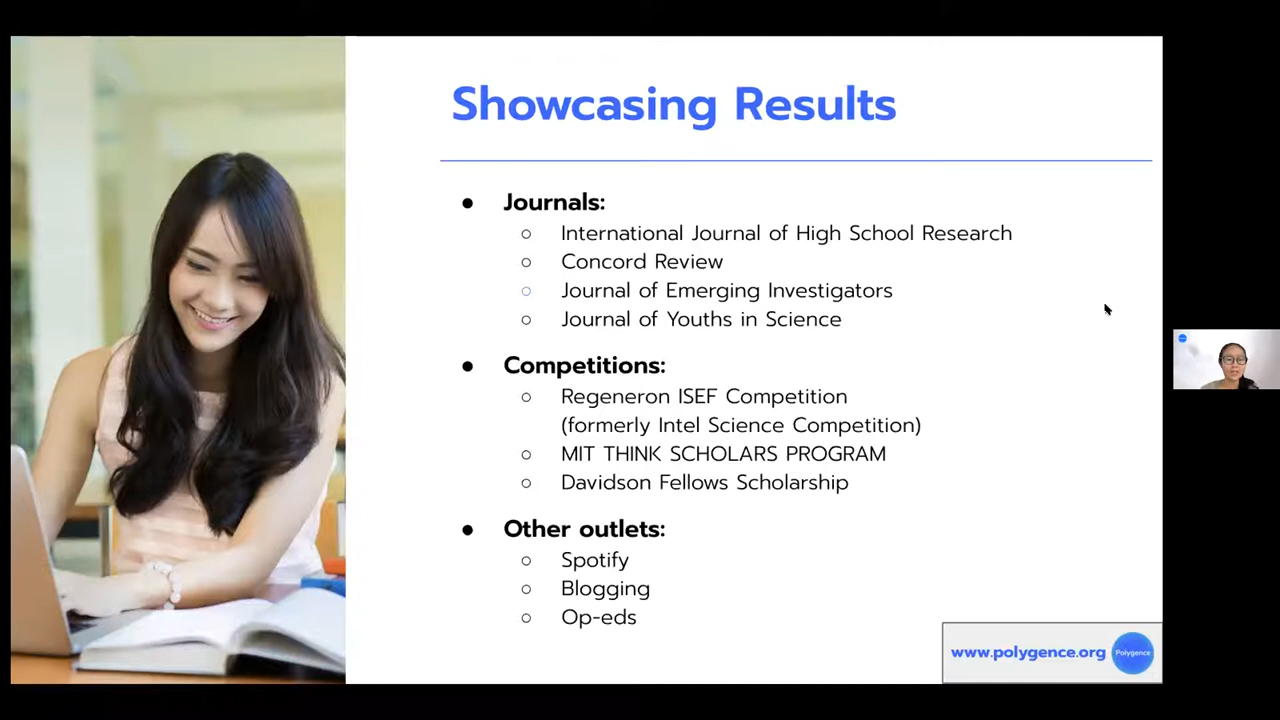 Showcasing Results
● Journals:
○ International Journal of High School Research
○ Concord Review
○ Journal of Emerging Investigators
○ Journal of Youths in Science
● Competitions:
○ Regeneron ISEF Competition
(formerly Intel Science Competition)
○ MIT THINK SCHOLARS PROGRAM
○ Davidson Fellows Scholarship
● Other outlets:
○ Spotify
○ Blogging
○ Op-eds
www.polygence.org Polygence